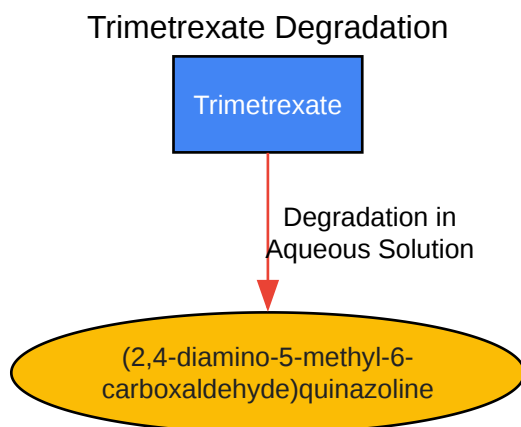 Trimetrexate Degradation
Trimetrexate
Degradation in
Aqueous Solution
(2,4-diamino-5-methyl-6-
carboxaldehyde)quinazoline